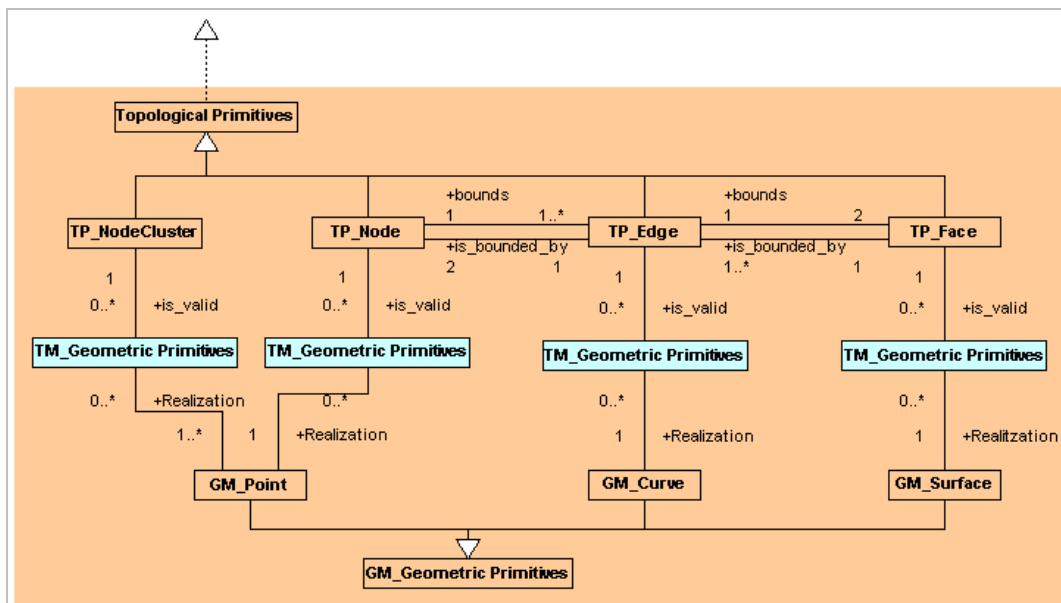 Topological Primitives
+bounds +bounds
1 1..* 1 2
TP_NodeCluster TP_Node TP_Edge TP_Face
+is_bounded_by +is_bounded_by
1 1 2 1 1 1..* 1 1
0..* +is_valid 0..* +is_valid 0..* +is_valid 0..* +is_valid
TM_Geometric Primitives TM_Geometric Primitives TM_Geometric Primitives TM_Geometric Primitives
0..* +Realization 0..* 0..* 0..*
1..* 1 +Realization 1 +Realization 1 +Realitzation
GM_Point GM_Curve GM_Surface
GM_Geometric Primitives